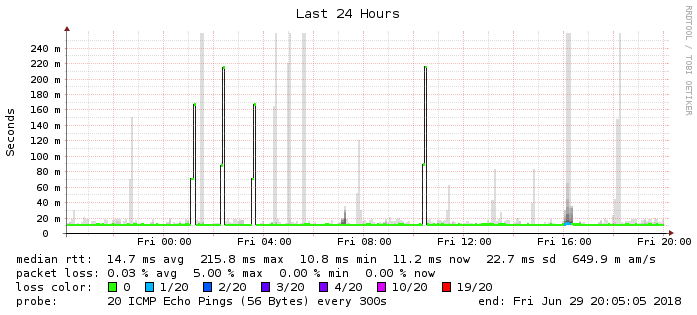 Last 24 Hours
RRDTOOL / TOBI OETIKER
Seconds
240 m
220 m
200 m
180 m
160 m
140 m
120 m
100 m
80 m
60 m
40 m
20 m
0
Fri 00:00 Fri 04:00 Fri 08:00 Fri 12:00 Fri 16:00 Fri 20:00
median rtt: 14.7 ms avg 215.8 ms max 10.8 ms min 11.2 ms now 22.7 ms sd 649.9 m am/s
packet loss: 0.03 % avg 5.00 % max 0.00 % min 0.00 % now
loss color: 0 1/20 2/20 3/20 4/20 10/20 19/20
probe: 20 ICMP Echo Pings (56 Bytes) every 300s end: Fri Jun 29 20:05:05 2018